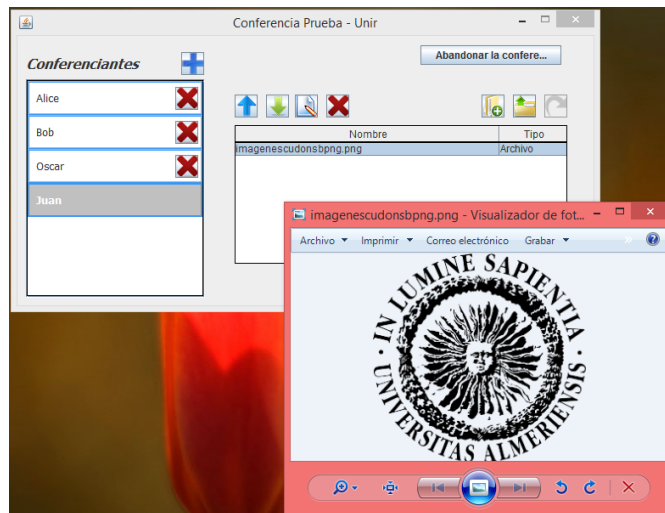 Conferencia Prueba - Unir
Abandonar la confere...
Conferenciantes
Alice
Bob
Oscar
Juan
Nombre Tipo
imagenescudonsbpng.png Archivo
imagenescudonsbpng.png - Visualizador de fot...
Archivo Imprimir Correo electrónico Grabar »
IN LUMINE SAPIENTIA
UNIVERSITAS ALMERIENSIS